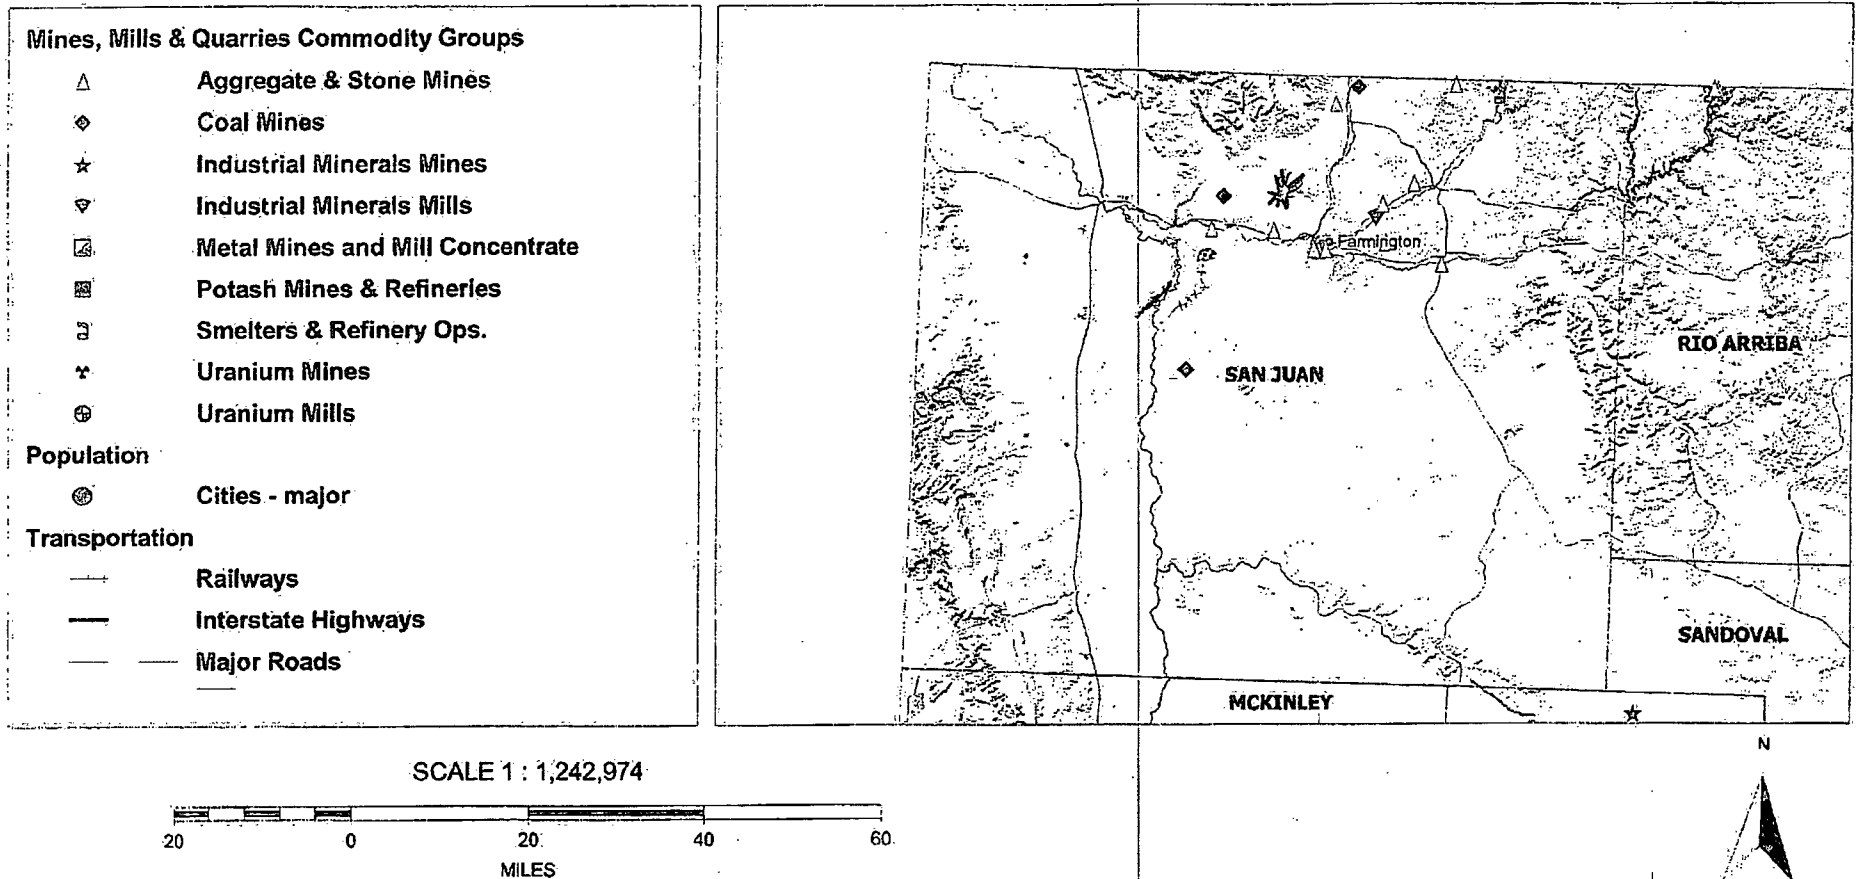 Mines, Mills & Quarries Commodity Groups
Aggregate & Stone Mines
Coal Mines
Industrial Minerals Mines
Industrial Minerals Mills
Metal Mines and Mill Concentrate
Potash Mines & Refineries
Smelters & Refinery Ops.
Uranium Mines
Uranium Mills
Population
Cities - major
Transportation
Railways
Interstate Highways
Major Roads
Farmington
RIO ARRIBA
SAN JUAN
SANDOVAL
MCKINLEY
SCALE 1 : 1,242,974
20 0 20 40 60
MILES
N